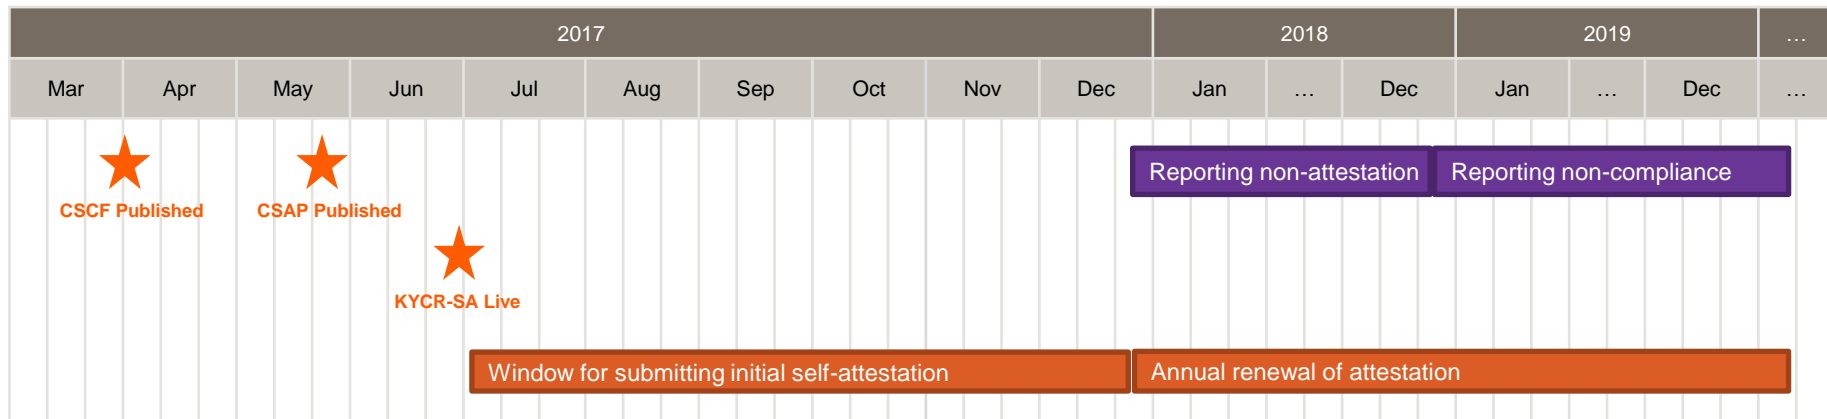 2017 2018 2019 …
Mar Apr May Jun Jul Aug Sep Oct Nov Dec Jan … Dec Jan … Dec …
Reporting non-attestation Reporting non-compliance
CSCF Published CSAP Published
KYCR-SA Live
Window for submitting initial self-attestation Annual renewal of attestation